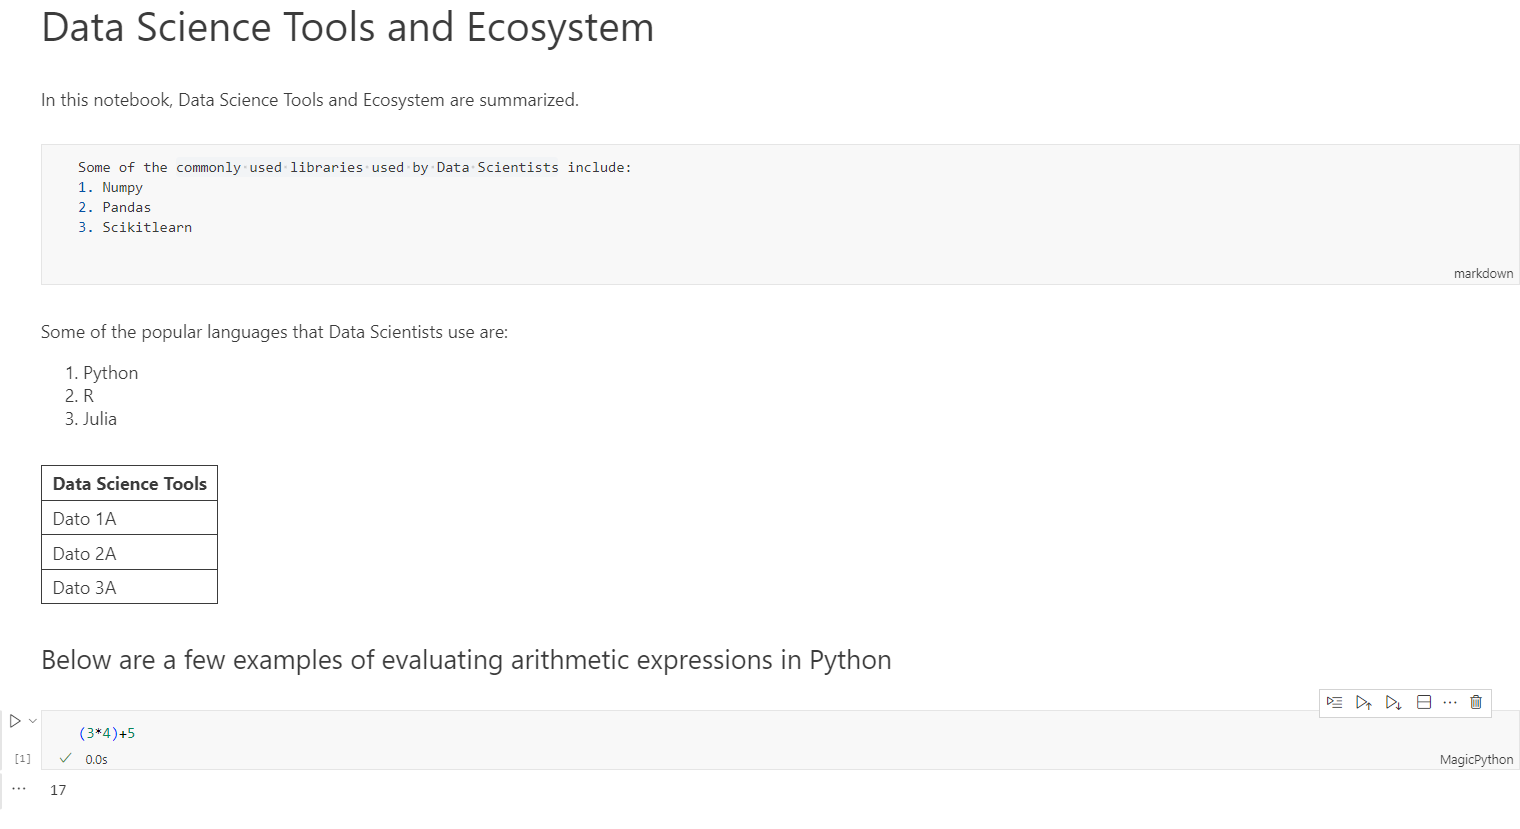 Data Science Tools and Ecosystem
In this notebook, Data Science Tools and Ecosystem are summarized.
Some of the commonly used libraries used by Data Scientists include:
1. Numpy
2. Pandas
3. Scikitlearn
markdown
Some of the popular languages that Data Scientists use are:
1. Python
2. R
3. Julia
Data Science Tools
Dato 1A
Dato 2A
Dato 3A
Below are a few examples of evaluating arithmetic expressions in Python
(3*4)+5
[1]
0.0s
MagicPython
17